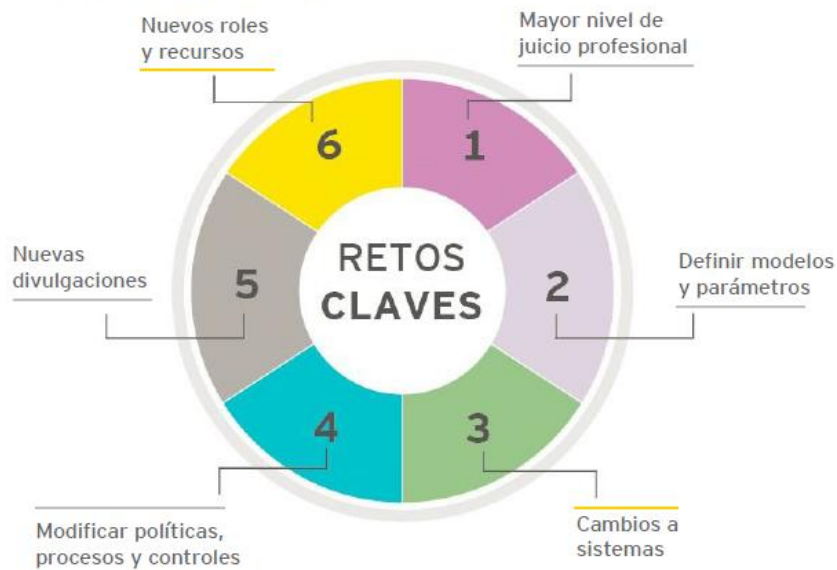 Nuevos roles
y recursos
6
Mayor nivel de
juicio profesional
1
Nuevas
divulgaciones
5
RETOS
CLAVES
2
Definir modelos
y parámetros
4
Modificar políticas,
procesos y controles
3
Cambios a
sistemas